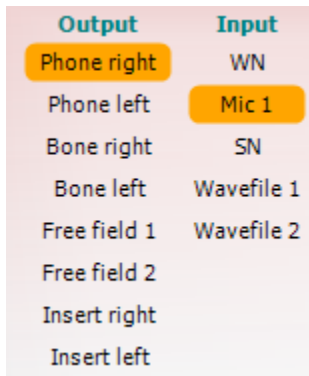 Output Input
Phone right WN
Phone left Mic 1
Bone right SN
Bone left Wavefile 1
Free field 1 Wavefile 2
Free field 2
Insert right
Insert left